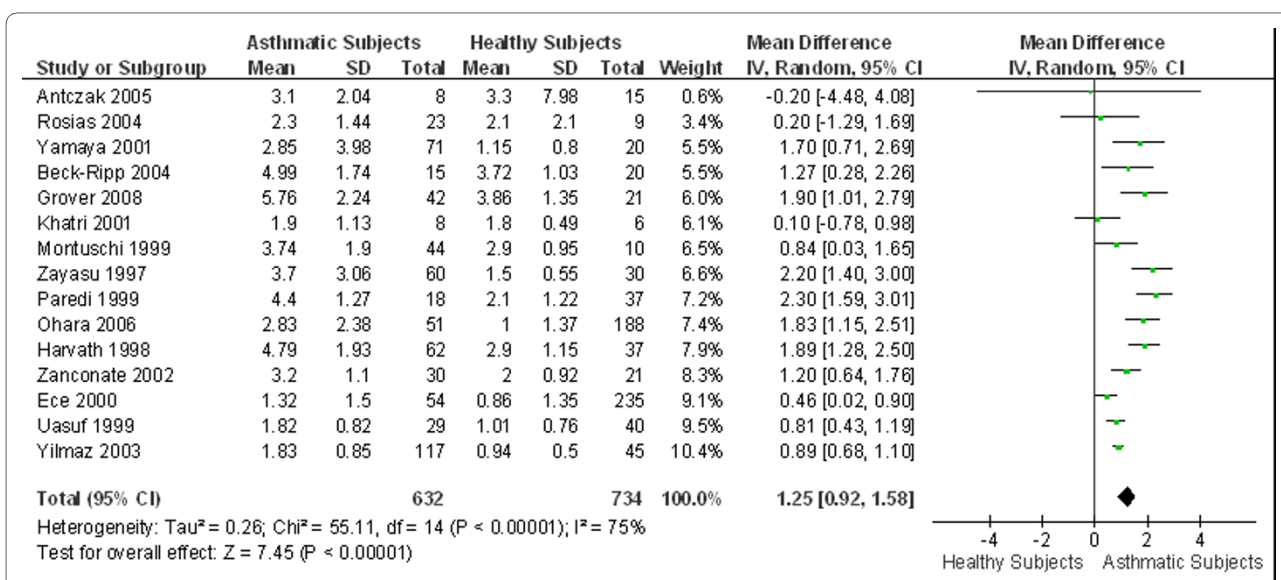 Asthmatic Subjects Healthy Subjects Mean Difference Mean Difference
Study or Subgroup Mean SD Total Mean SD Total Weight IV, Random, 95% CI IV, Random, 95% CI
Antczak 2005 3.1 2.04 8 3.3 7.98 15 0.6% -0.20 [-4.48, 4.08]
Rosias 2004 2.3 1.44 23 2.1 2.1 9 3.4% 0.20 [-1.29, 1.69]
Yamaya 2001 2.85 3.98 71 1.15 0.8 20 5.5% 1.70 [0.71, 2.69]
Beck-Ripp 2004 4.99 1.74 15 3.72 1.03 20 5.5% 1.27 [0.28, 2.26]
Grover 2008 5.76 2.24 42 3.86 1.35 21 6.0% 1.90 [1.01, 2.79]
Khatri 2001 1.9 1.13 8 1.8 0.49 6 6.1% 0.10 [-0.78, 0.98]
Montuschi 1999 3.74 1.9 44 2.9 0.95 10 6.5% 0.84 [0.03, 1.65]
Zayasu 1997 3.7 3.06 60 1.5 0.55 30 6.6% 2.20 [1.40, 3.00]
Paredi 1999 4.4 1.27 18 2.1 1.22 37 7.2% 2.30 [1.59, 3.01]
Ohara 2006 2.83 2.38 51 1 1.37 188 7.4% 1.83 [1.15, 2.51]
Harvath 1998 4.79 1.93 62 2.9 1.15 37 7.9% 1.89 [1.28, 2.50]
Zanconate 2002 3.2 1.1 30 2 0.92 21 8.3% 1.20 [0.64, 1.76]
Ece 2000 1.32 1.5 54 0.86 1.35 235 9.1% 0.46 [0.02, 0.90]
Uasuf 1999 1.82 0.82 29 1.01 0.76 40 9.5% 0.81 [0.43, 1.19]
Yilmaz 2003 1.83 0.85 117 0.94 0.5 45 10.4% 0.89 [0.68, 1.10]
Total (95% CI) 632 734 100.0% 1.25 [0.92, 1.58]
Heterogeneity: Tau² = 0.26; Chi² = 55.11, df = 14 (P < 0.00001); I² = 75%
Test for overall effect: Z = 7.45 (P < 0.00001)
-4 -2 0 2 4
Healthy Subjects Asthmatic Subjects